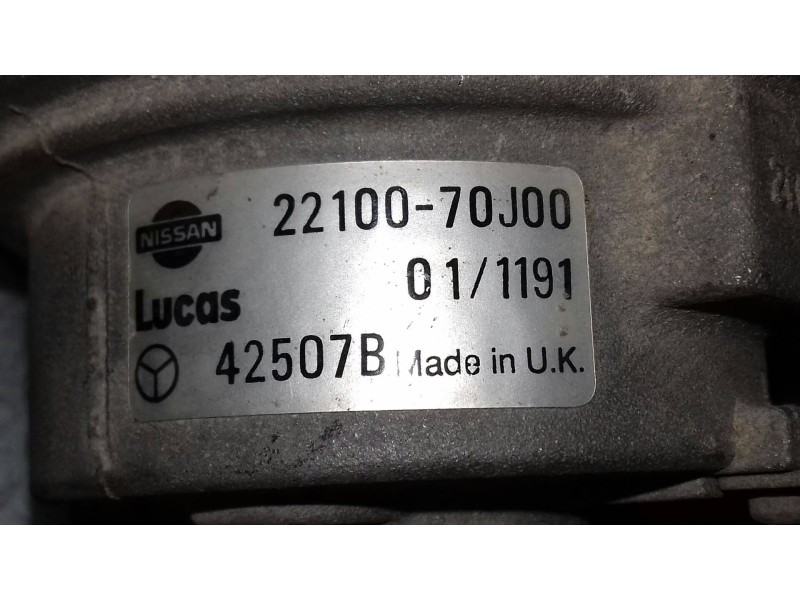 NISSAN 22100-70J00
01/1191
Lucas
42507B Made in U.K.